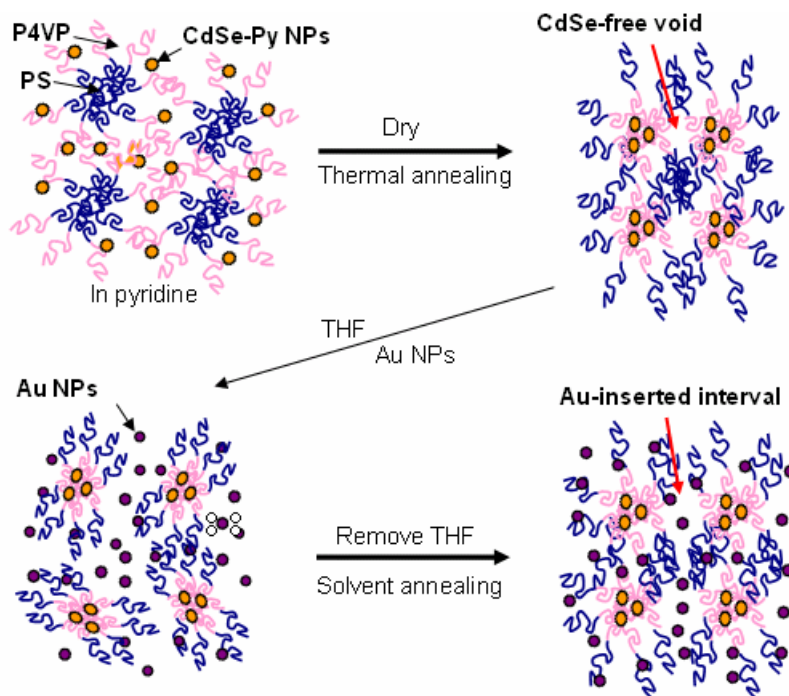 P4VP
CdSe-Py NPs
PS
In pyridine
Dry
Thermal annealing
CdSe-free void
THF
Au NPs
Au NPs
Remove THF
Solvent annealing
Au-inserted interval